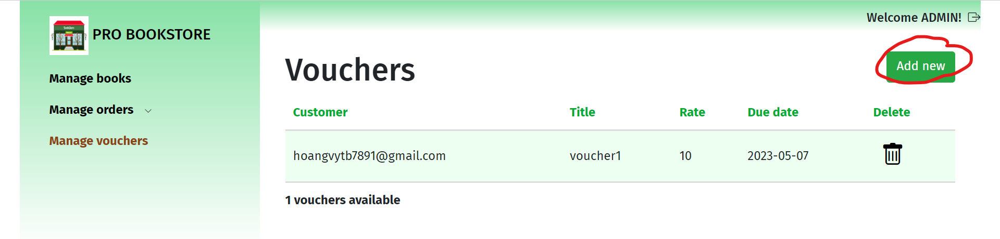 BookStore
PRO BOOKSTORE
Manage books
Manage orders
Manage vouchers
Welcome ADMIN!
Vouchers
Add new
Customer Title Rate Due date Delete
hoangvytb7891@gmail.com voucher1 10 2023-05-07
1 vouchers available